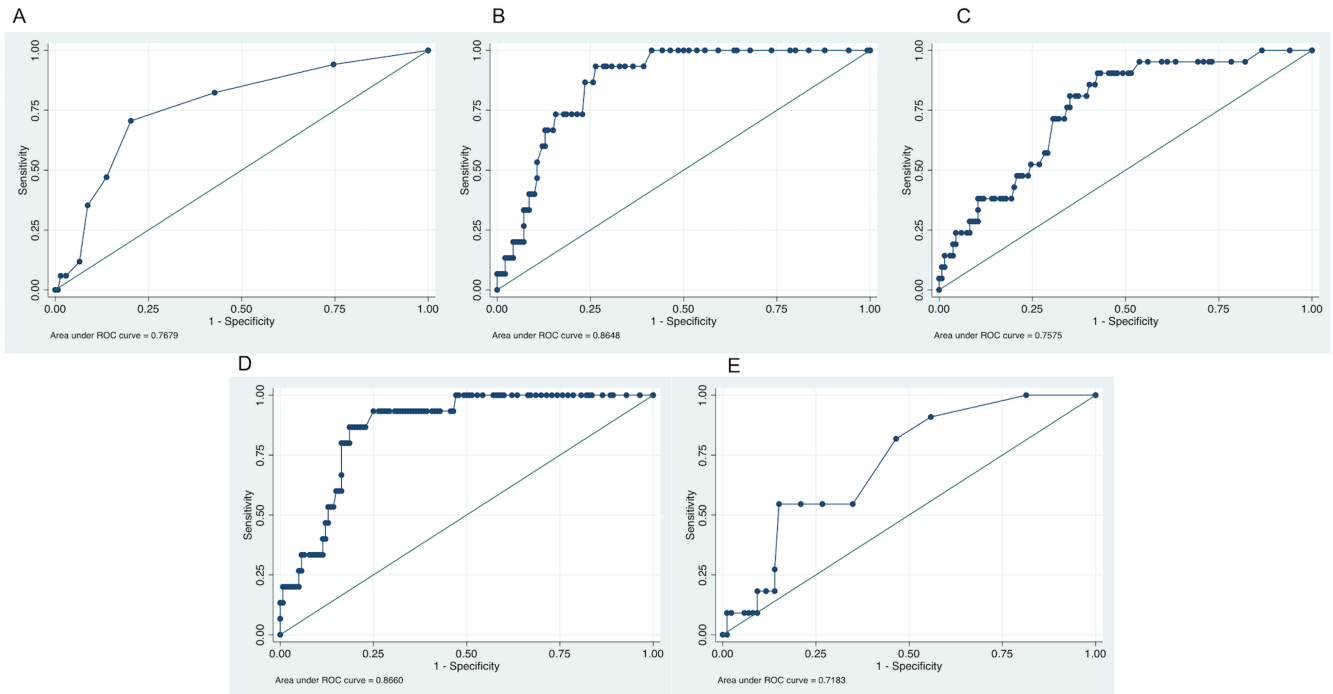 A
B
C
Sensitivity
1.00
0.75
0.50
0.25
0.00
0.00
0.25
0.50
0.75
1.00
1 - Specificity
Area under ROC curve = 0.7679
Sensitivity
1.00
0.75
0.50
0.25
0.00
0.00
0.25
0.50
0.75
1.00
1 - Specificity
Area under ROC curve = 0.8648
Sensitivity
1.00
0.75
0.50
0.25
0.00
0.00
0.25
0.50
0.75
1.00
1 - Specificity
Area under ROC curve = 0.7575
D
E
Sensitivity
1.00
0.75
0.50
0.25
0.00
0.00
0.25
0.50
0.75
1.00
1 - Specificity
Area under ROC curve = 0.8660
Sensitivity
1.00
0.75
0.50
0.25
0.00
0.00
0.25
0.50
0.75
1.00
1 - Specificity
Area under ROC curve = 0.7183